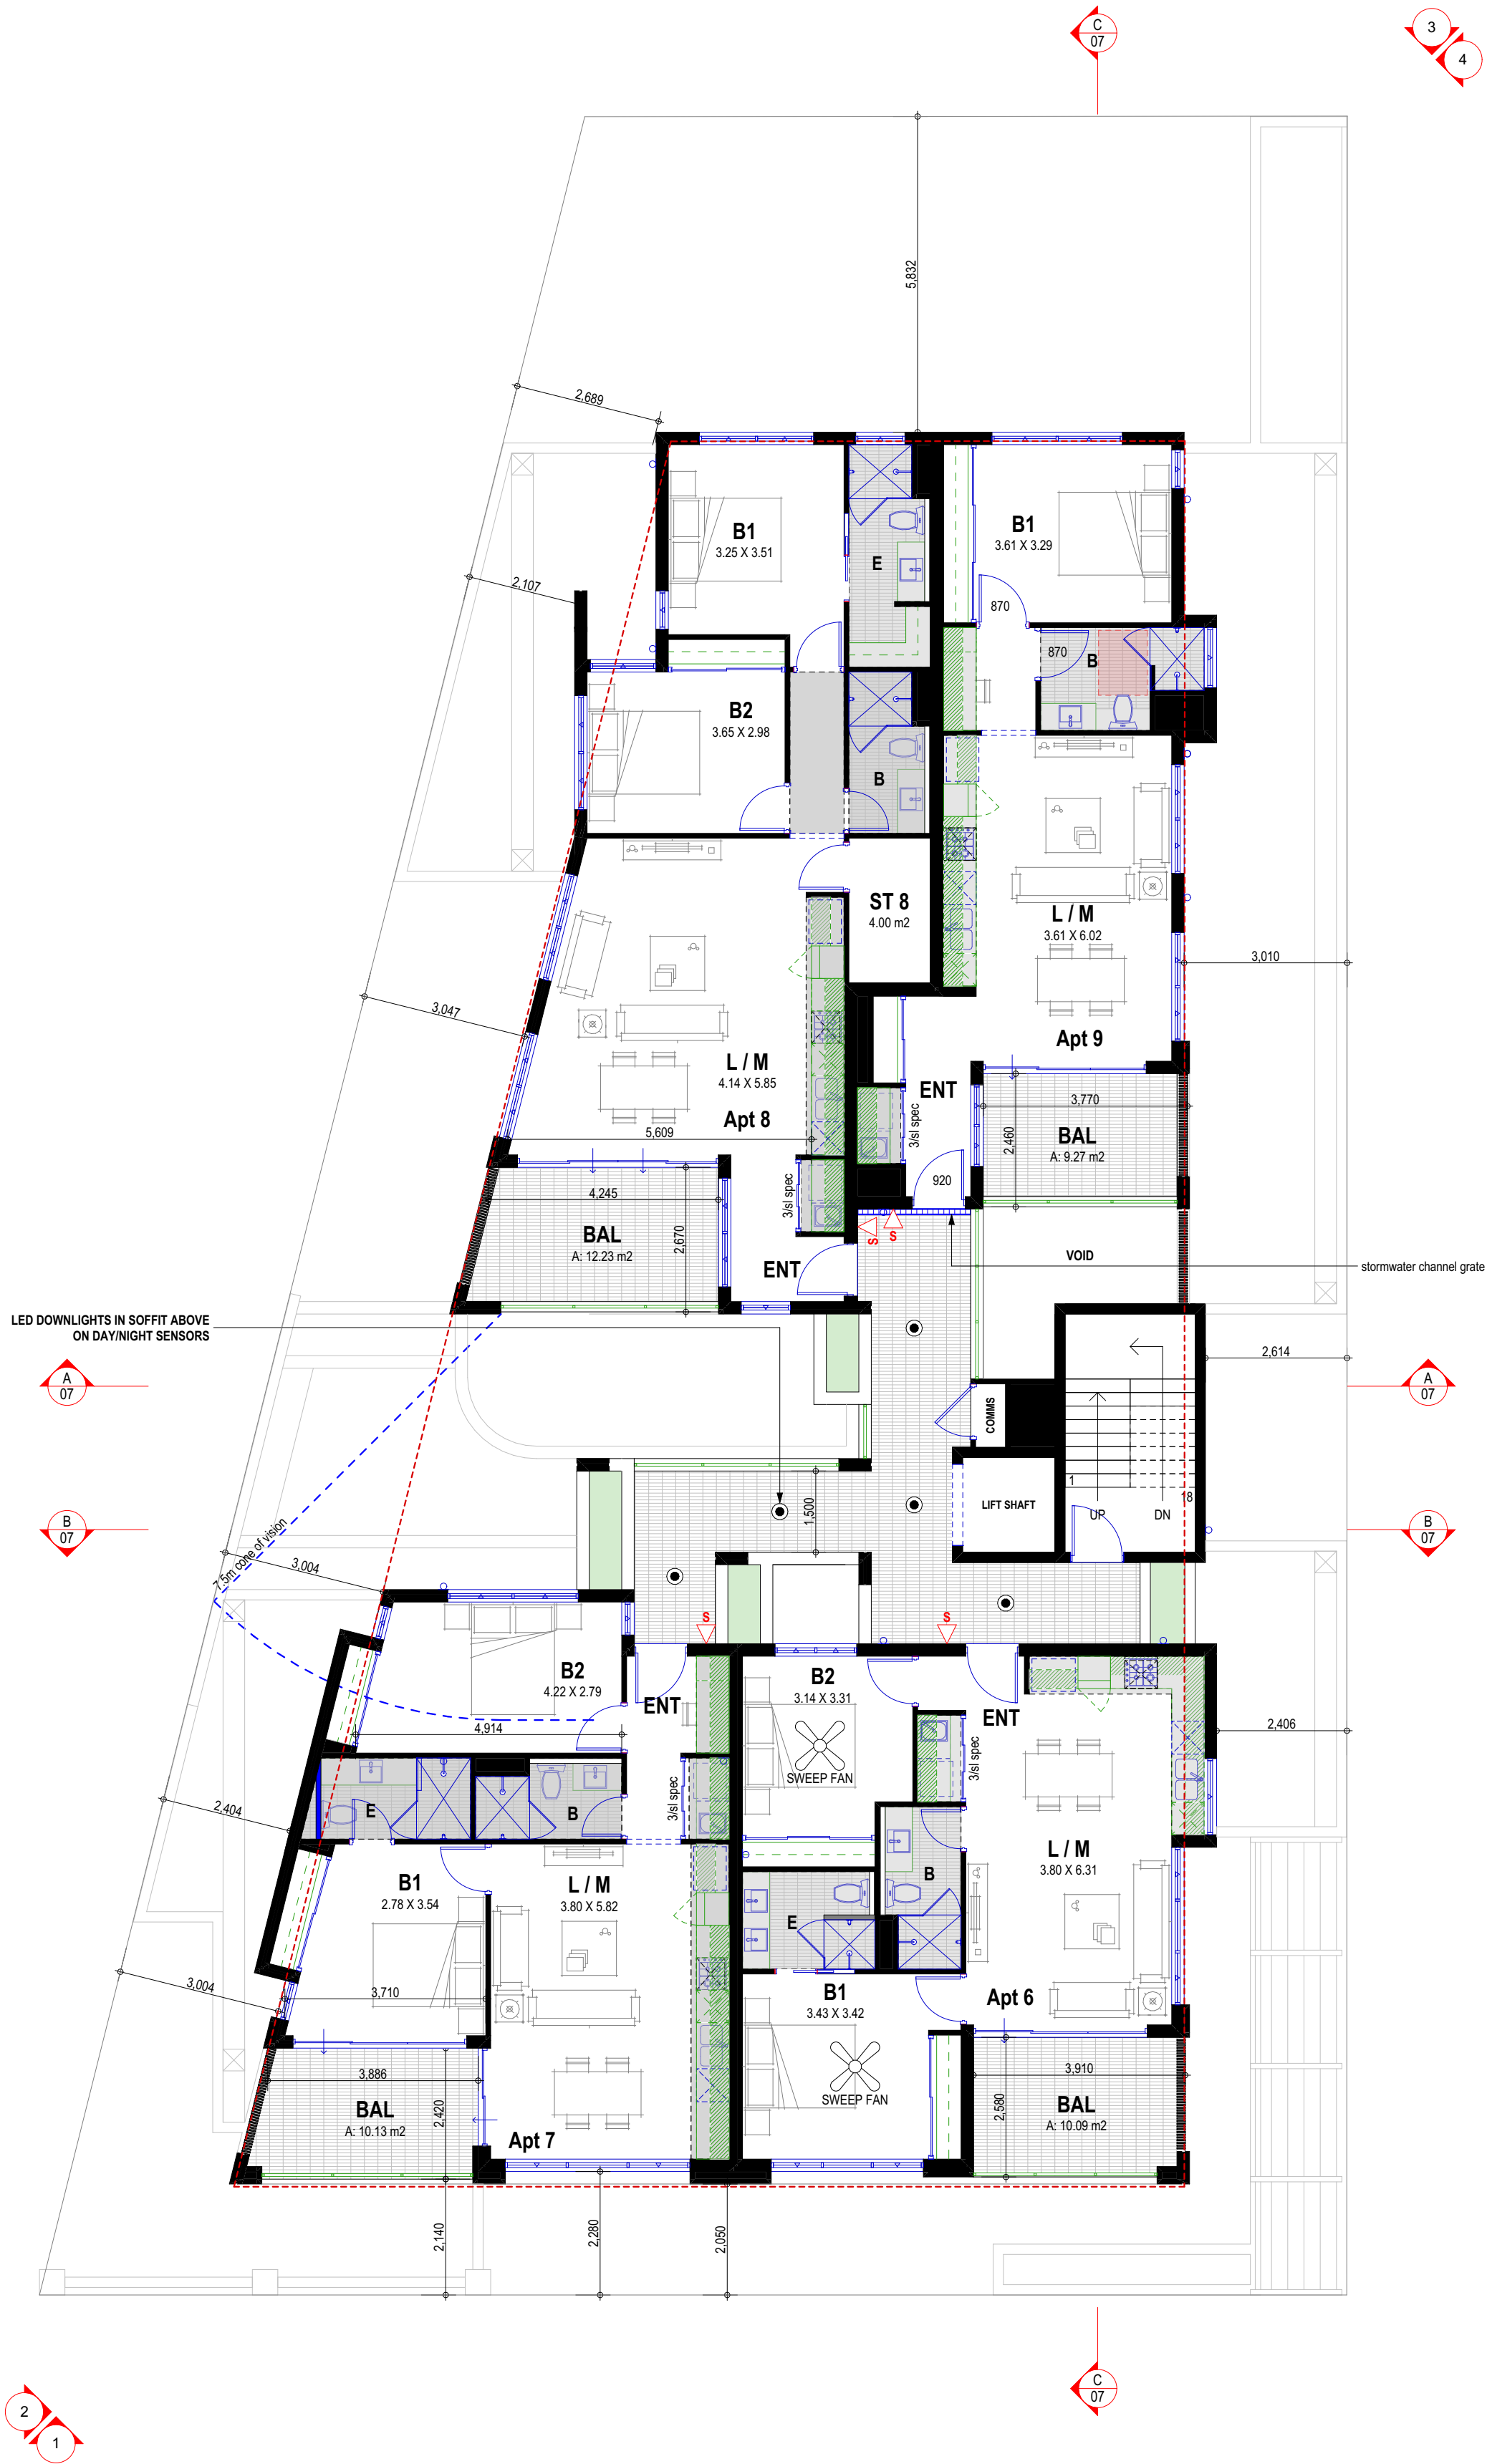 C
07
3
4
5,832
2,689
2,107
B1
3.25 X 3.51
E
B1
3.61 X 3.29
870
870
B
B2
3.65 X 2.98
B
ST 8
4.00 m2
L / M
3.61 X 6.02
3,010
3,047
Apt 9
L / M
4.14 X 5.85
Apt 8
5,609
ENT
3/sl spec
3,770
2,460
BAL
A: 9.27 m2
920
3/sl spec
4,245
2,670
BAL
A: 12.23 m2
ENT
S
S
VOID
stormwater channel grate
LED DOWNLIGHTS IN SOFFIT ABOVE
ON DAY/NIGHT SENSORS
2,614
A
07
A
07
COMMS
LIFT SHAFT
1
18
UP
DN
1,500
B
07
B
07
7.5m cone of vision
3,004
S
S
B2
4.22 X 2.79
ENT
4,914
B2
3.14 X 3.31
SWEEP FAN
ENT
3/sl spec
2,406
2,404
E
B
3/sl spec
B1
2.78 X 3.54
L / M
3.80 X 5.82
L / M
3.80 X 6.31
B
E
3,004
3,710
B1
3.43 X 3.42
Apt 6
SWEEP FAN
3,886
2,420
BAL
A: 10.13 m2
Apt 7
3,910
2,580
BAL
A: 10.09 m2
2,140
2,280
2,050
C
07
2
1